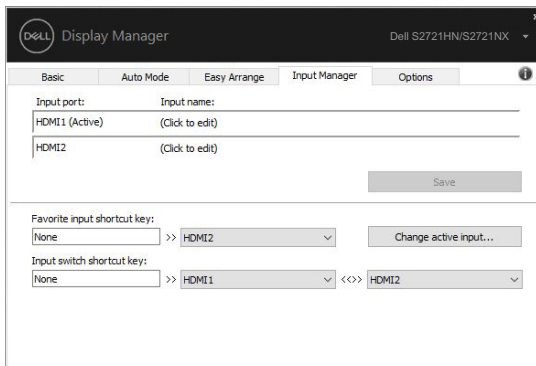 DELL Display Manager Dell S2721HN/S2721NX
Basic Auto Mode Easy Arrange Input Manager Options
Input port: Input name:
HDMI1 (Active) (Click to edit)
HDMI2 (Click to edit)
Save
Favorite input shortcut key:
None >> HDMI2 Change active input...
Input switch shortcut key:
None >> HDMI1 <<>> HDMI2